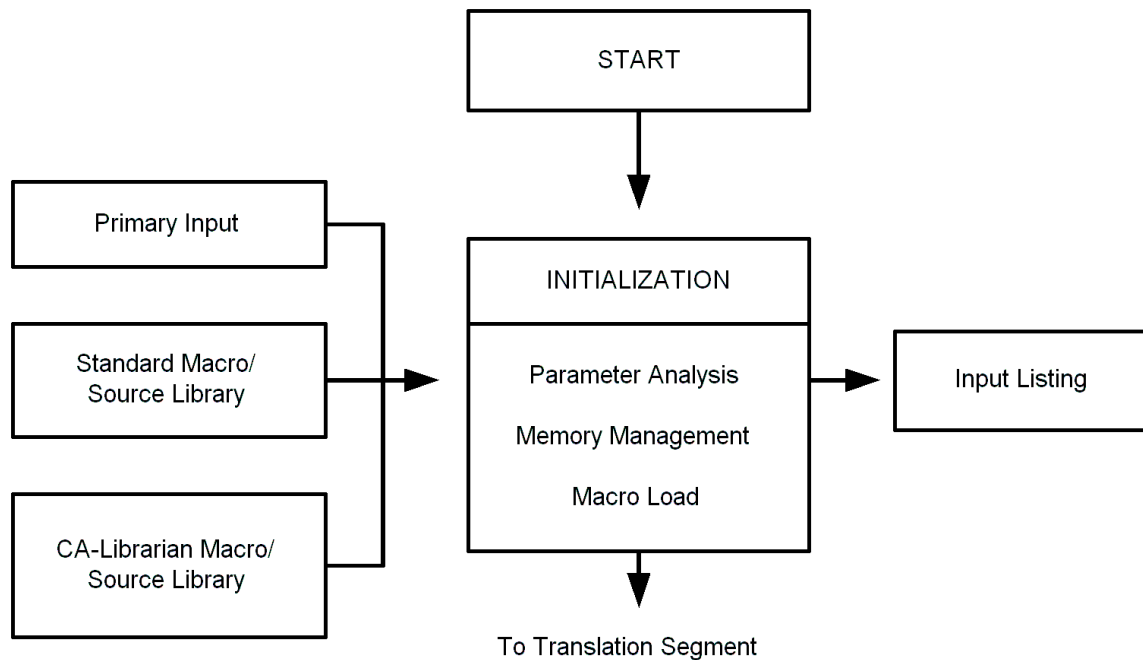 START
Primary Input
Standard Macro/
Source Library
CA-Librarian Macro/
Source Library
INITIALIZATION
Parameter Analysis
Memory Management
Macro Load
Input Listing
To Translation Segment